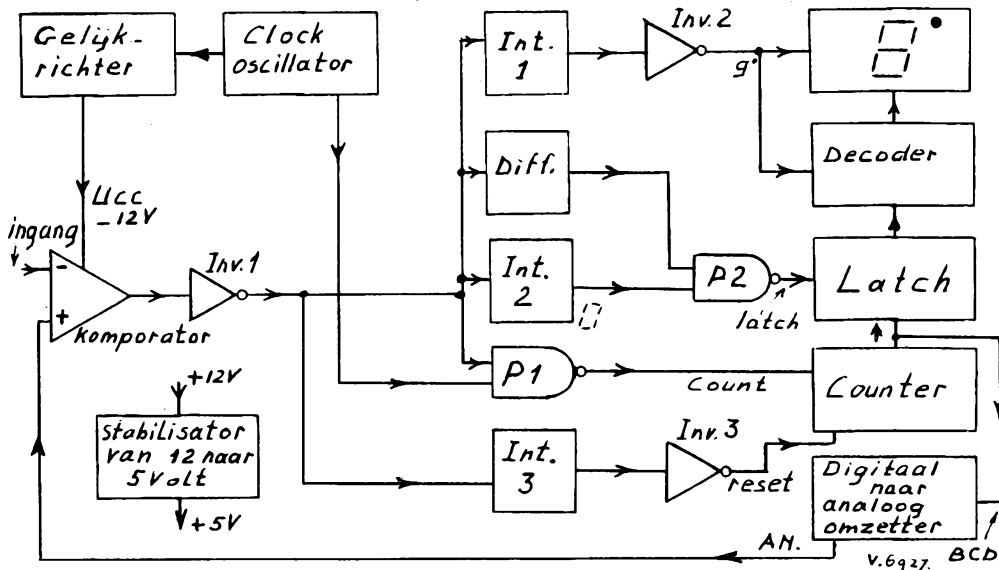 Gelijk-
richter
Clock
oscillator
Int.
1
Inv.2
g°
Decoder
Diff.
Ucc
-12V
ingang
-
+
komporator
Inv.1
Int.
2
P2
latch
Latch
P1
Count
Counter
+12V
Stabilisator
van 12 naar
5 Volt
+5V
Int.
3
Inv.3
reset
Digitaal
naar
analoog
omzetter
AN.
V.6927.
BCD